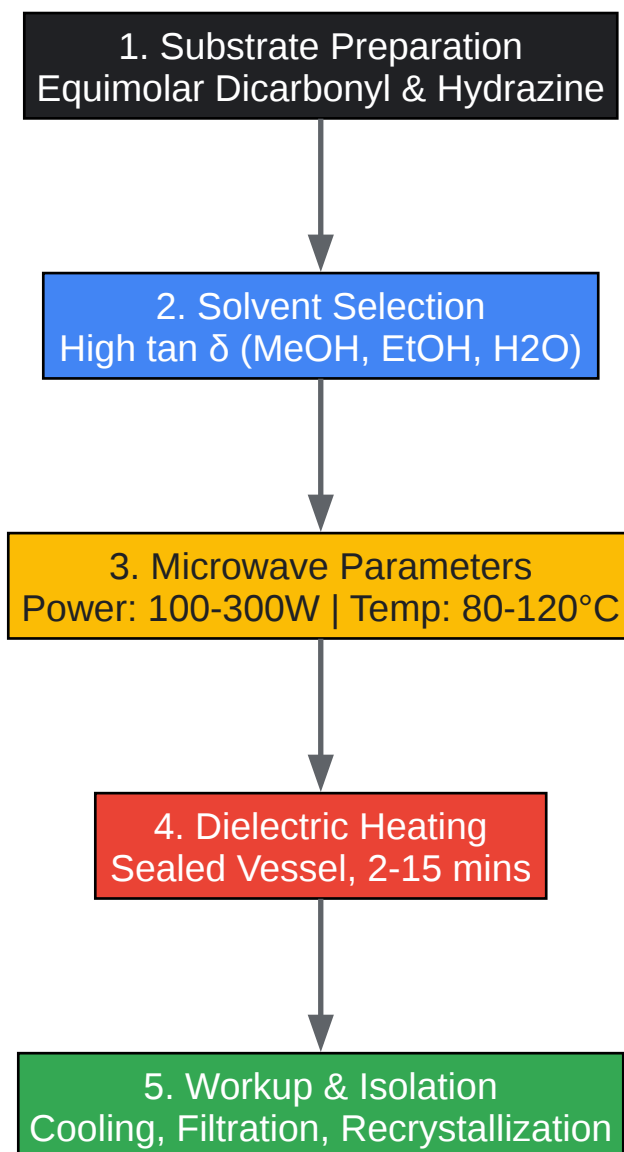 1. Substrate Preparation
Equimolar Dicarbonyl & Hydrazine
2. Solvent Selection
High tan δ (MeOH, EtOH, H2O)
3. Microwave Parameters
Power: 100-300W | Temp: 80-120°C
4. Dielectric Heating
Sealed Vessel, 2-15 mins
5. Workup & Isolation
Cooling, Filtration, Recrystallization